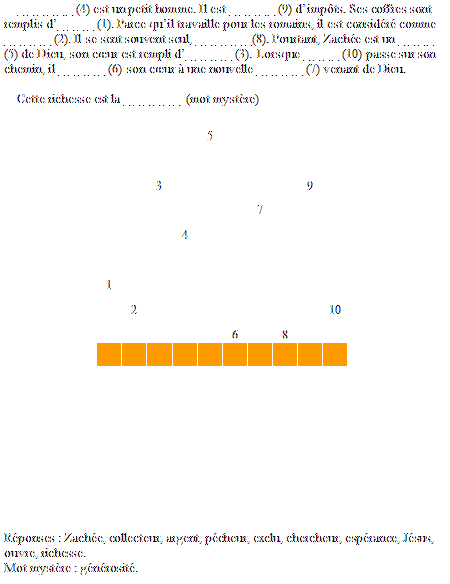 _ _ _ _ _ _ _ _ (4) est un petit homme. Il est _ _ _ _ _ _ _ (9) d'impôts. Ses coffres sont
remplis d'_ _ _ _ _ _ (1). Parce qu'il travaille pour les romains, il est considéré comme
_ _ _ _ _ _ _ (2). Il se sent souvent seul, _ _ _ _ _ _ _ _ (8). Pourtant, Zachée est un _ _ _ _ _
(5) de Dieu, son cœur est rempli d'_ _ _ _ _ _ _ (3). Lorsque _ _ _ _ _ _ (10) passe sur son
chemin, il _ _ _ _ _ _ _ (6) son cœur à une nouvelle _ _ _ _ _ _ _ (7) venant de Dieu.
Cette richesse est la _ _ _ _ _ _ _ _ _ (mot mystère)
5
3 9
7
4
1
2 10
6 8
Réponses : Zachée, collecteur, argent, pécheur, exclu, chercheur, espérance, Jésus,
ouvre, richesse.
Mot mystère : générosité.